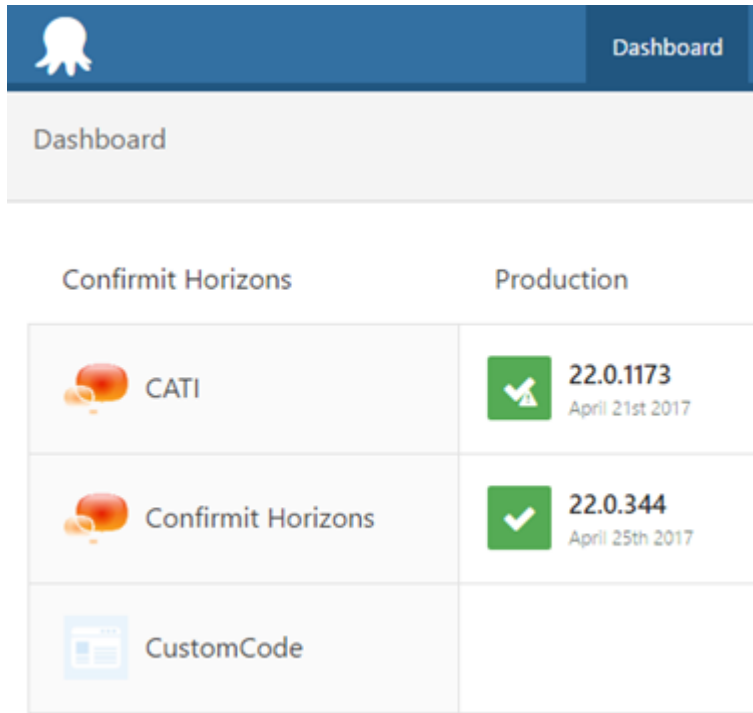 Dashboard
Dashboard
Confirmit Horizons Production
CATI 22.0.1173
April 21st 2017
Confirmit Horizons 22.0.344
April 25th 2017
CustomCode